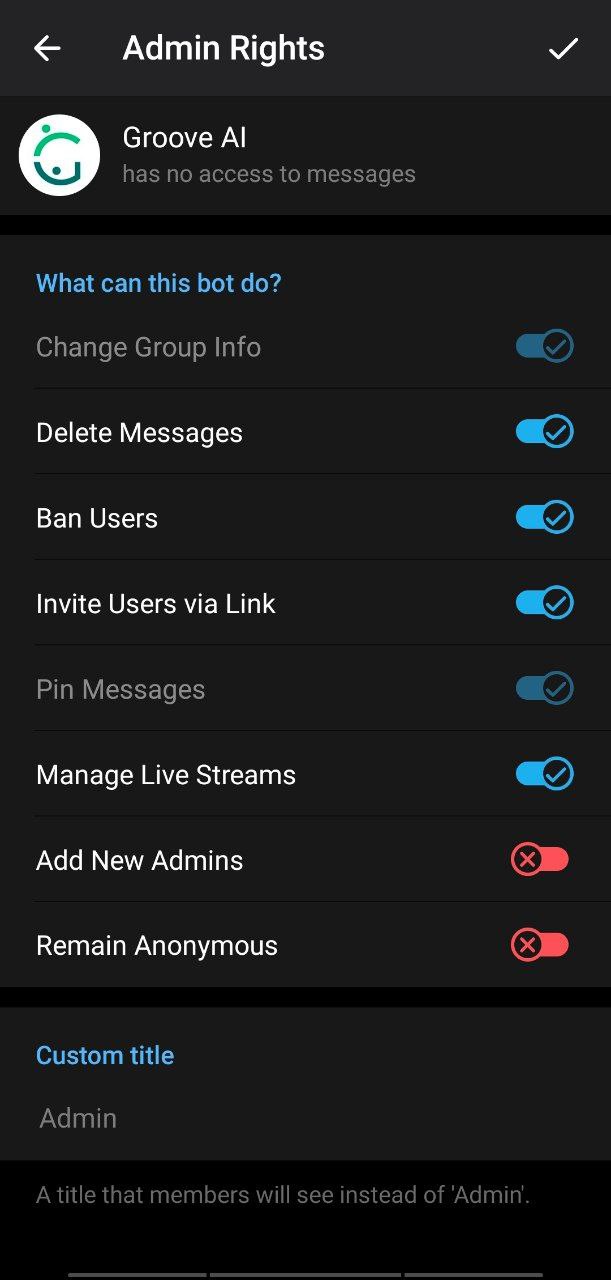 Admin Rights
Groove AI
has no access to messages
What can this bot do?
Change Group Info
Delete Messages
Ban Users
Invite Users via Link
Pin Messages
Manage Live Streams
Add New Admins
Remain Anonymous
Custom title
Admin
A title that members will see instead of 'Admin'.